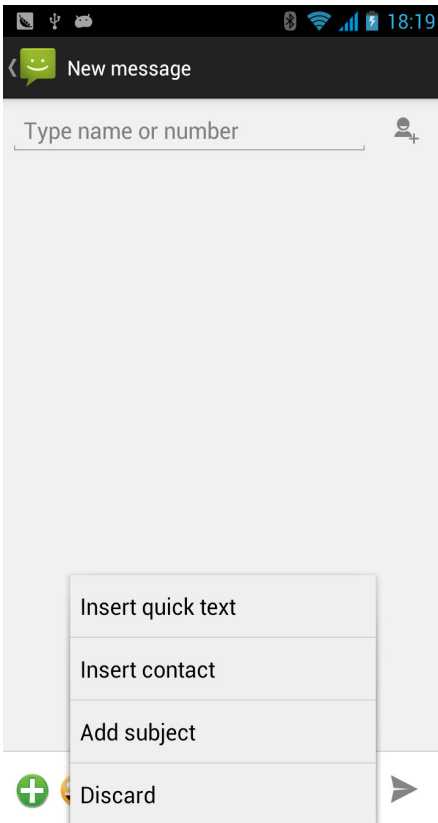 18:19
New message
Type name or number
Insert quick text
Insert contact
Add subject
Discard